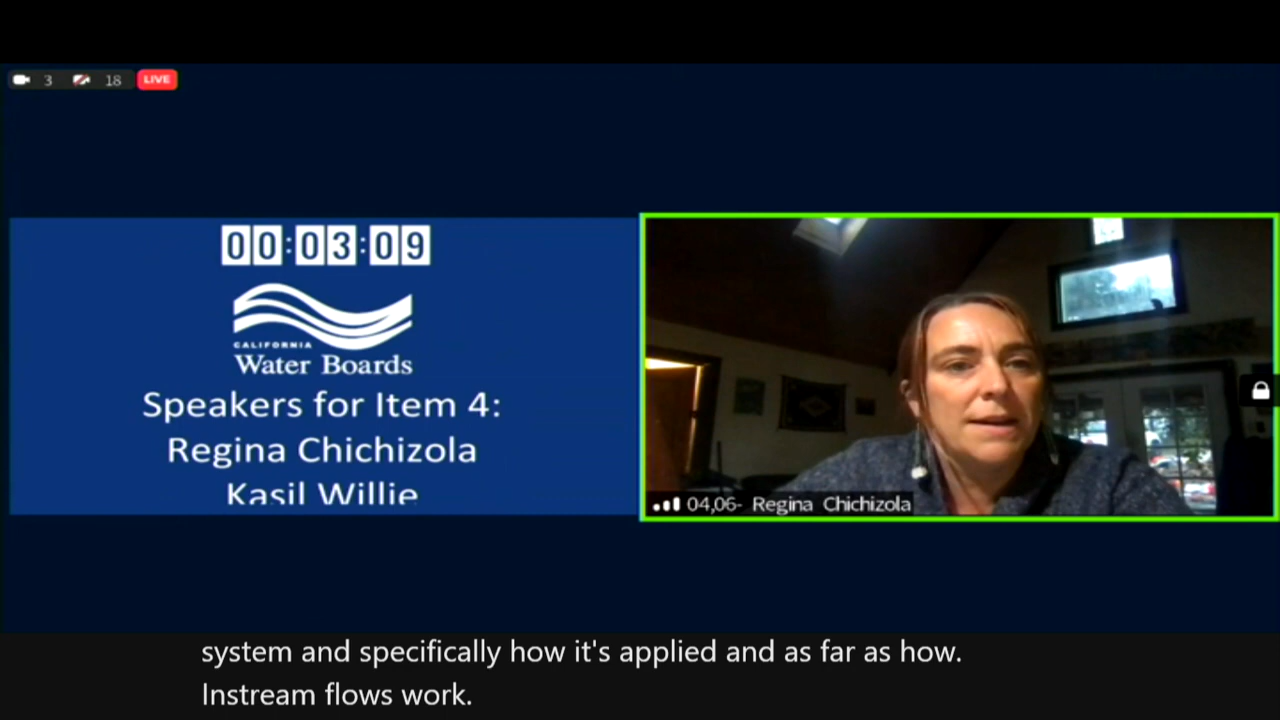 3 18 LIVE
00:03:09
CALIFORNIA
Water Boards
Speakers for Item 4:
Regina Chichizola
Kasil Willie
04,06- Regina Chichizola
system and specifically how it's applied and as far as how.
Instream flows work.